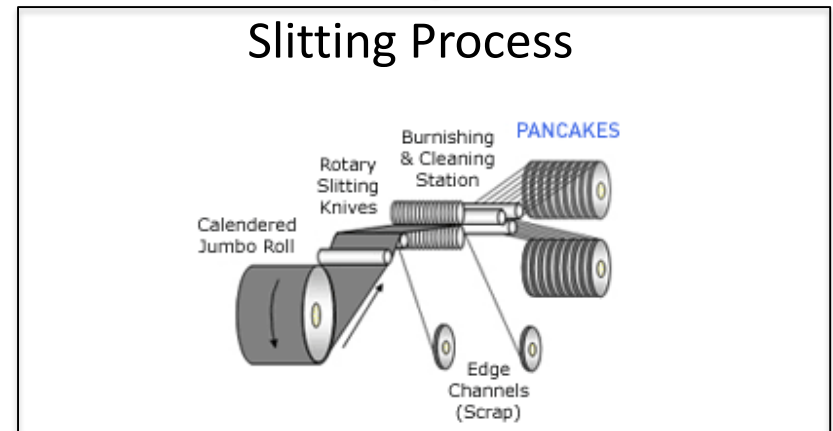 Slitting Process
PANCAKES
Burnishing
& Cleaning
Station
Rotary
Slitting
Knives
Calendered
Jumbo Roll
Edge
Channels
(Scrap)